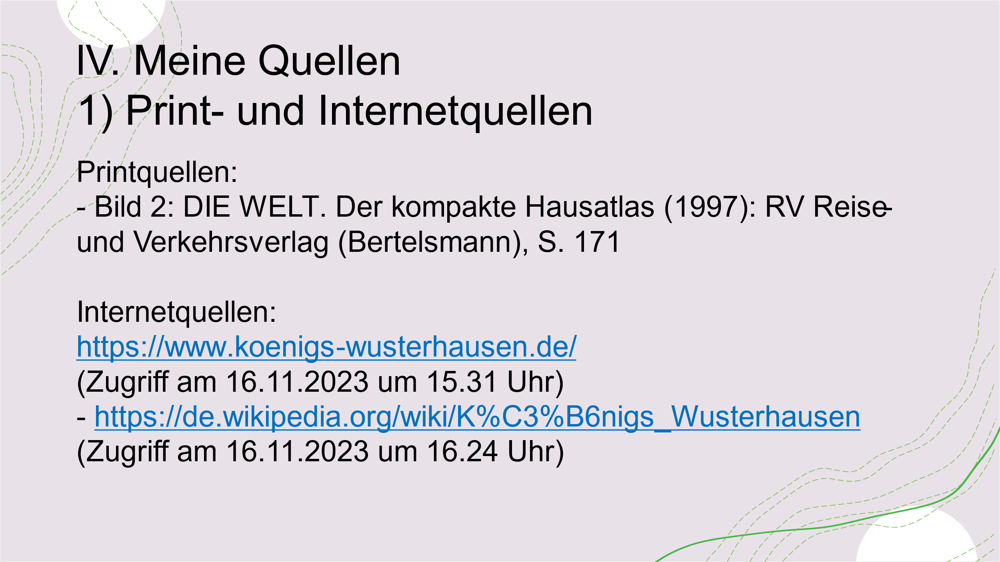 IV. Meine Quellen
1) Print- und Internetquellen
Printquellen:
- Bild 2: DIE WELT. Der kompakte Hausatlas (1997): RV Reise-
und Verkehrsverlag (Bertelsmann), S. 171
Internetquellen:
https://www.koenigs-wusterhausen.de/
(Zugriff am 16.11.2023 um 15.31 Uhr)
- https://de.wikipedia.org/wiki/K%C3%B6nigs_Wusterhausen
(Zugriff am 16.11.2023 um 16.24 Uhr)